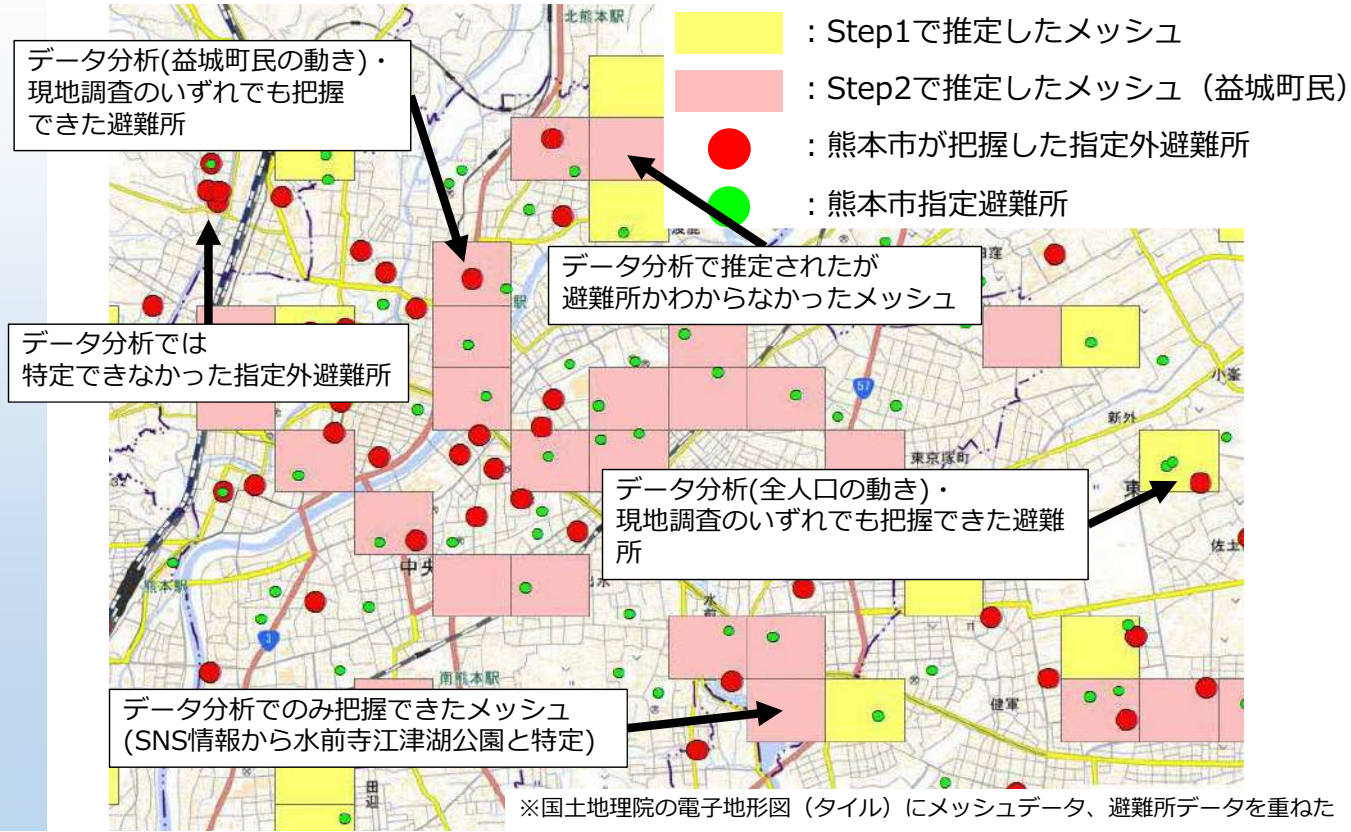 北熊本駅
: Step1で推定したメッシュ
データ分析(益城町民の動き)・
現地調査のいずれでも把握
できた避難所
: Step2で推定したメッシュ（益城町民）
: 熊本市が把握した指定外避難所
: 熊本市指定避難所
データ分析で推定されたが
避難所かわからなかったメッシュ
駅
データ分析では
特定できなかった指定外避難所
57
小峯
新外
東京塚町
データ分析(全人口の動き)・
現地調査のいずれでも把握できた避難
所
東
佐土
中央
熊本駅
水前
3
南熊本駅
健軍
データ分析でのみ把握できたメッシュ
(SNS情報から水前寺江津湖公園と特定)
田迎
※国土地理院の電子地形図（タイル）にメッシュデータ、避難所データを重ねた